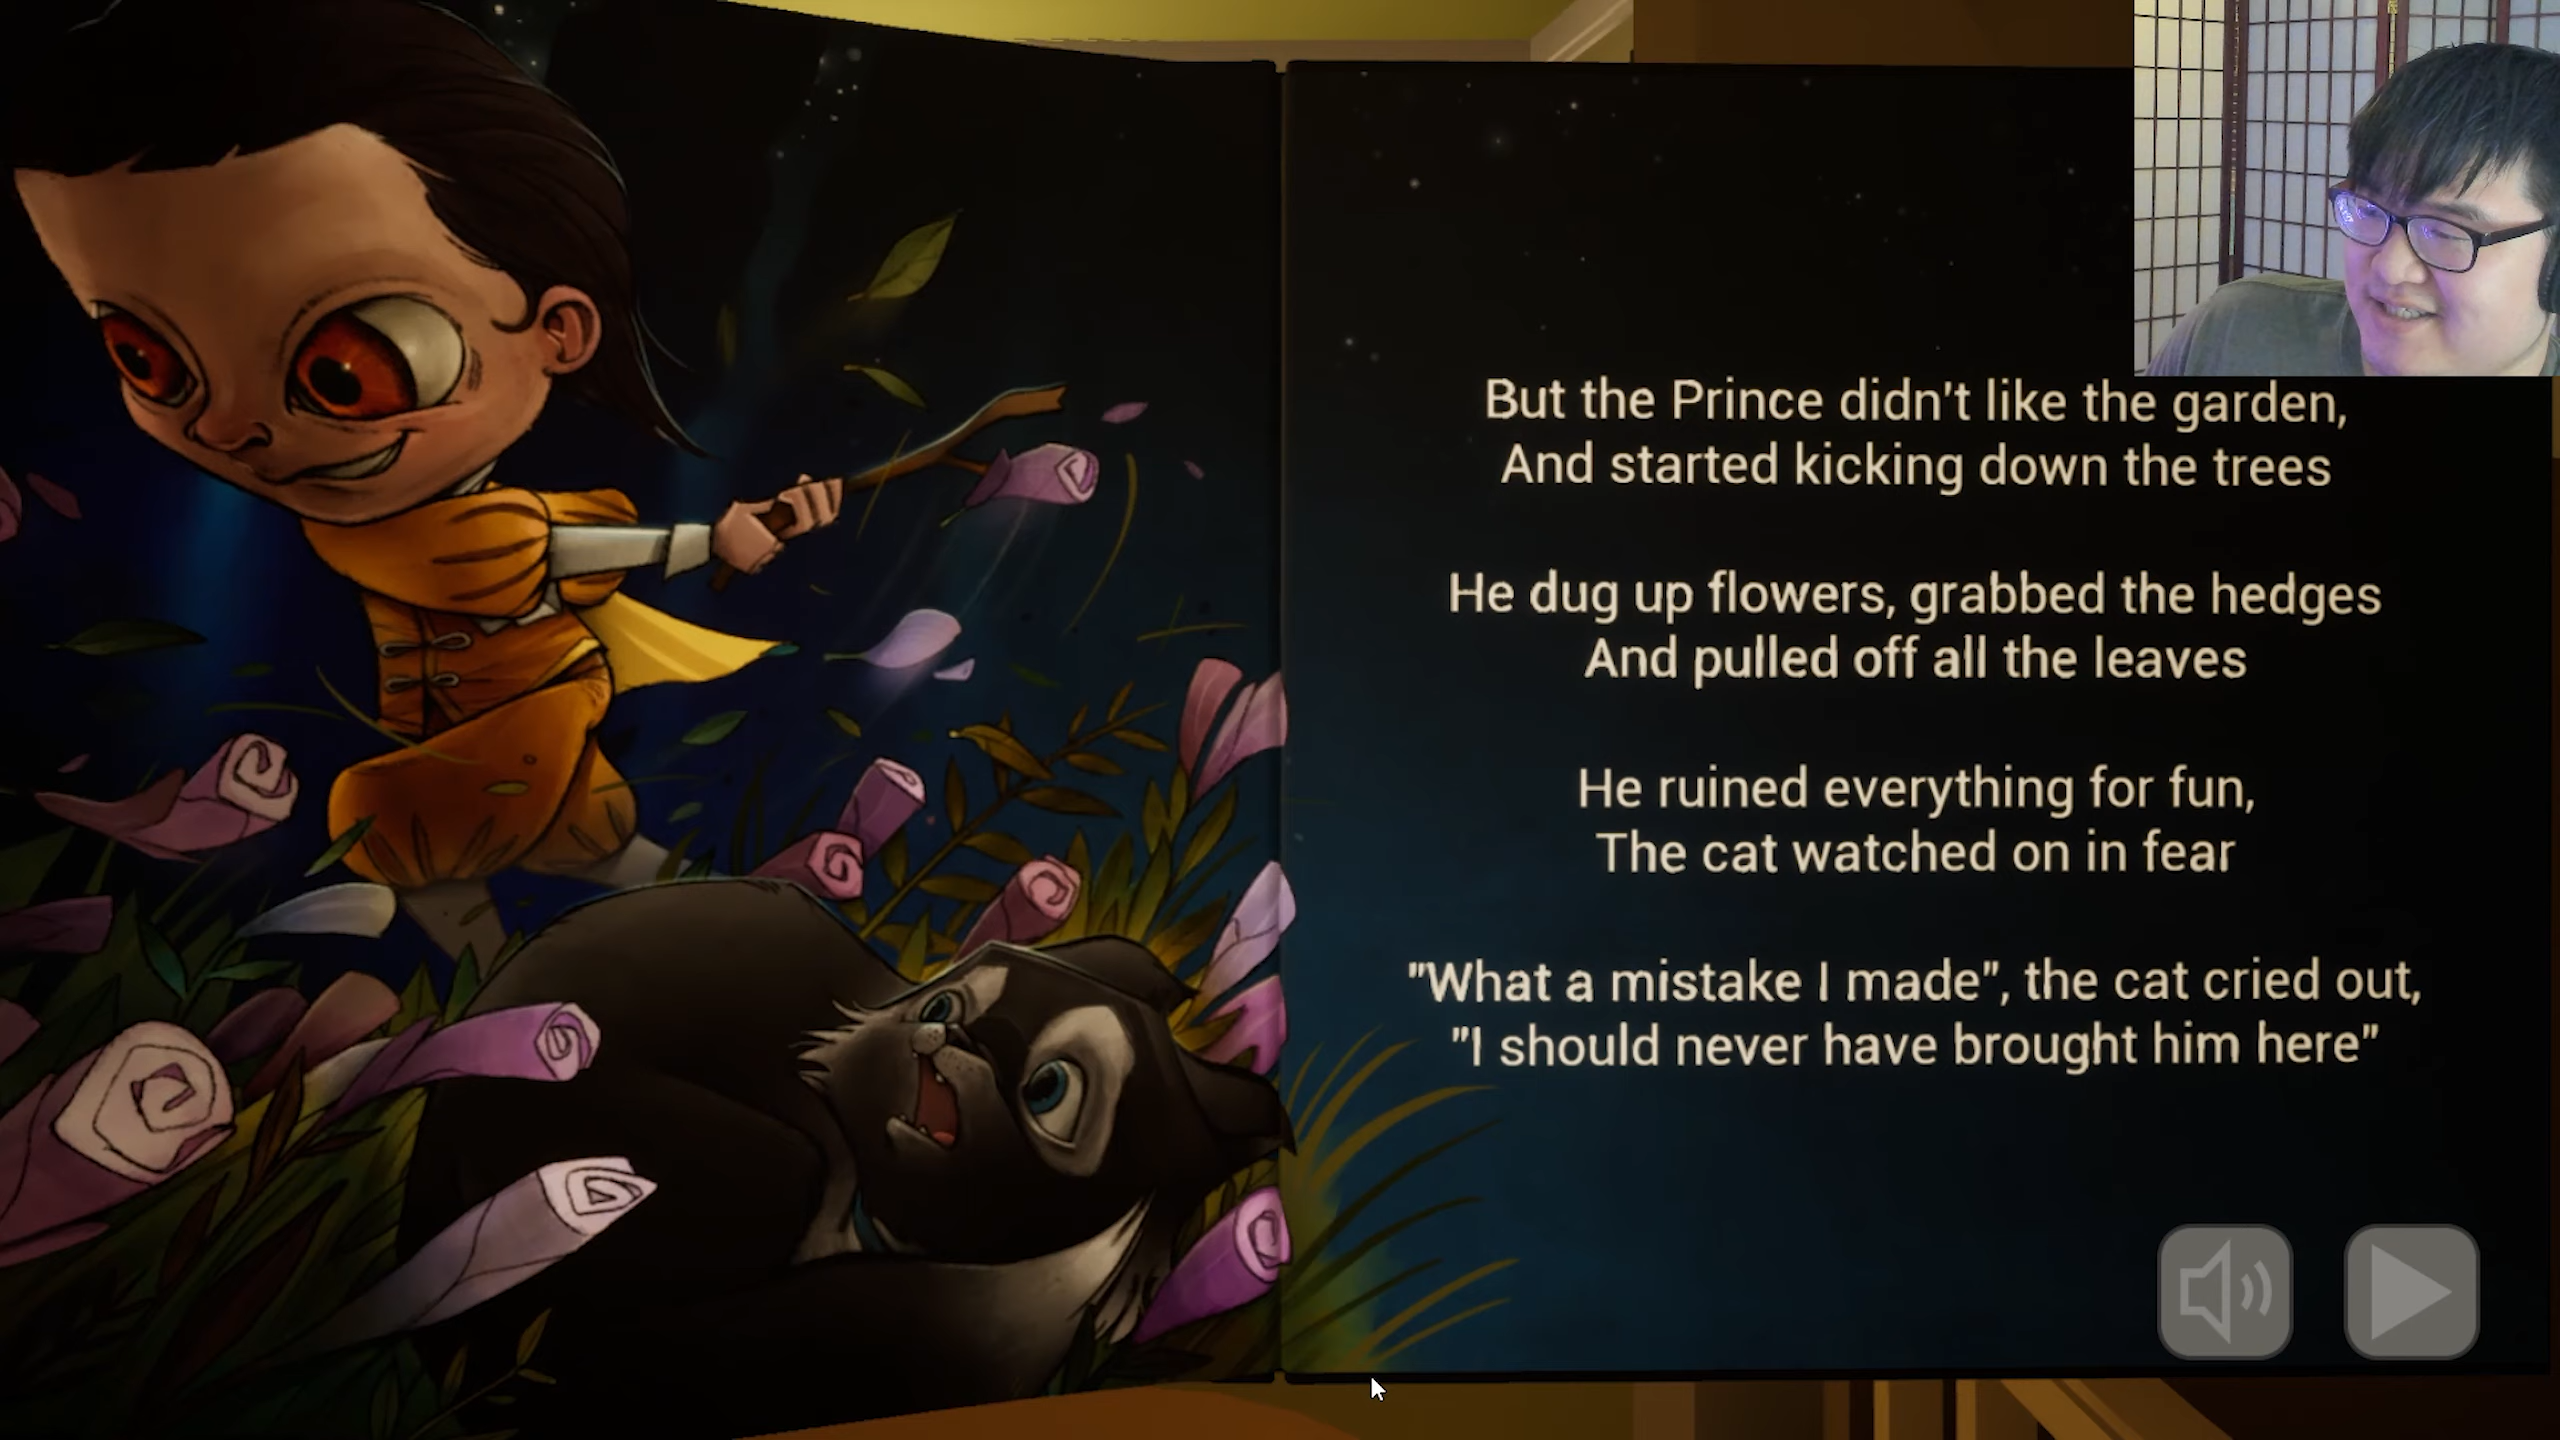 But the Prince didn't like the garden,
And started kicking down the trees
He dug up flowers, grabbed the hedges
And pulled off all the leaves
He ruined everything for fun,
The cat watched on in fear
"What a mistake I made", the cat cried out,
"I should never have brought him here"